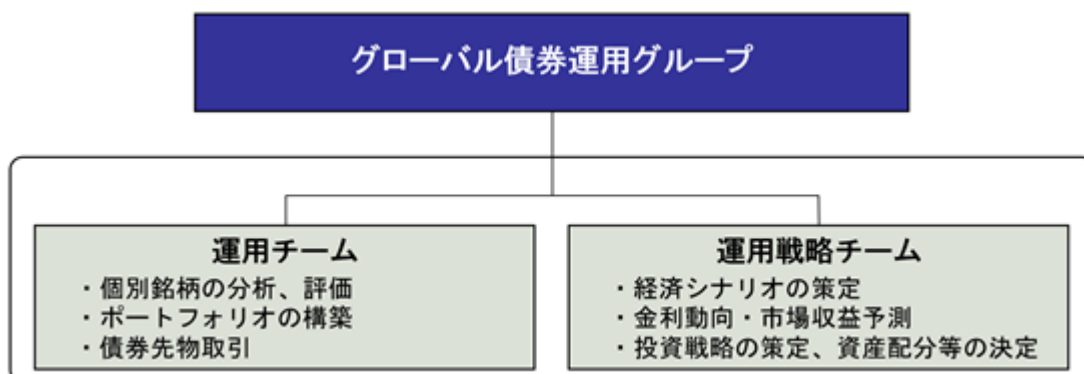 グローバル債券運用グループ
運用チーム
・個別銘柄の分析、評価
・ポートフォリオの構築
・債券先物取引
運用戦略チーム
・経済シナリオの策定
・金利動向・市場収益予測
・投資戦略の策定、資産配分等の決定